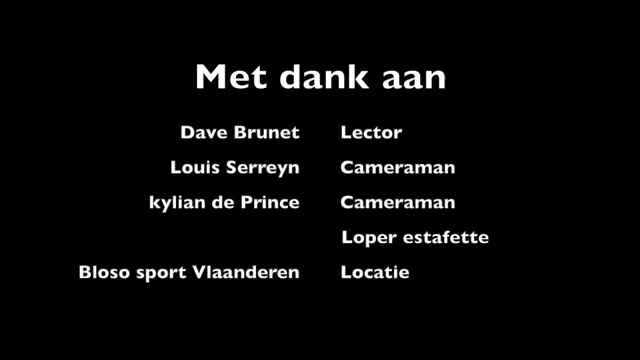 Met dank aan
Dave Brunet Lector
Louis Serreyn Cameraman
kylian de Prince Cameraman
Loper estafette
Bloso sport Vlaanderen Locatie